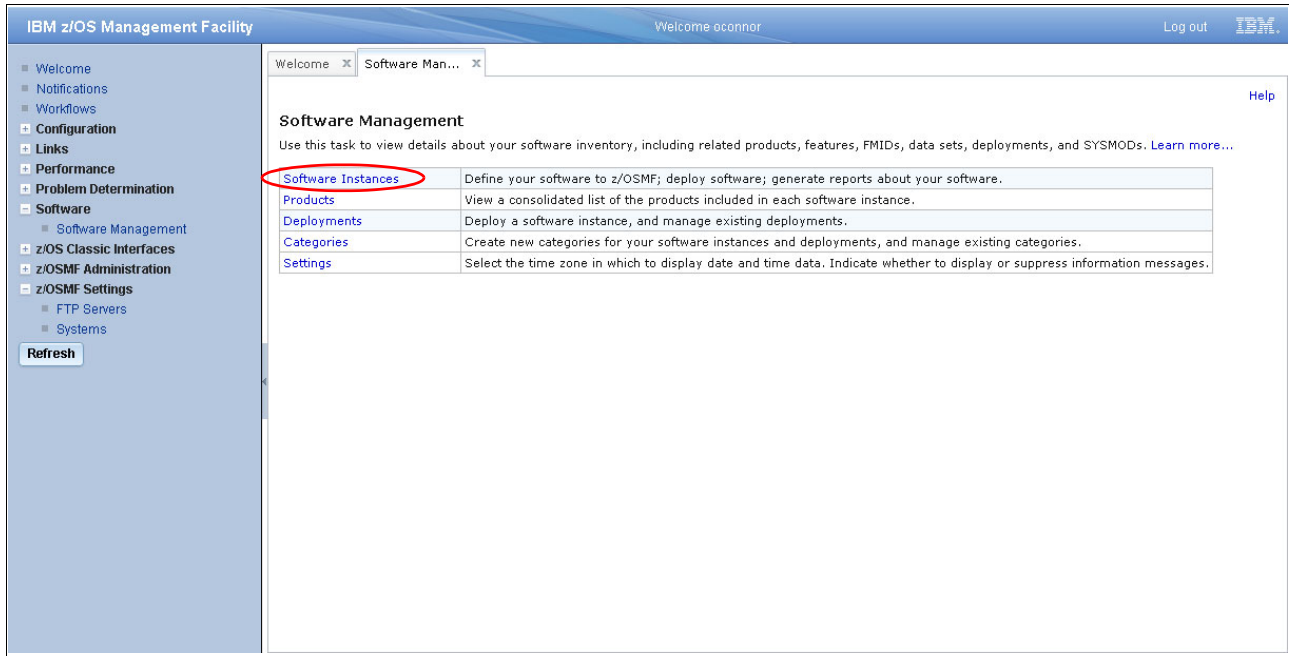 IBM z/OS Management Facility
Welcome oconnor
Log out
IBM.
Welcome
Notifications
Workflows
Configuration
Links
Performance
Problem Determination
Software
Software Management
z/OS Classic Interfaces
z/OSMF Administration
z/OSMF Settings
FTP Servers
Systems
Refresh
Welcome X
Software Man... X
Help
Software Management
Use this task to view details about your software inventory, including related products, features, FMIDs, data sets, deployments, and SYSMODs. Learn more...
Software Instances Define your software to z/OSMF; deploy software; generate reports about your software.
Products View a consolidated list of the products included in each software instance.
Deployments Deploy a software instance, and manage existing deployments.
Categories Create new categories for your software instances and deployments, and manage existing categories.
Settings Select the time zone in which to display date and time data. Indicate whether to display or suppress information messages.